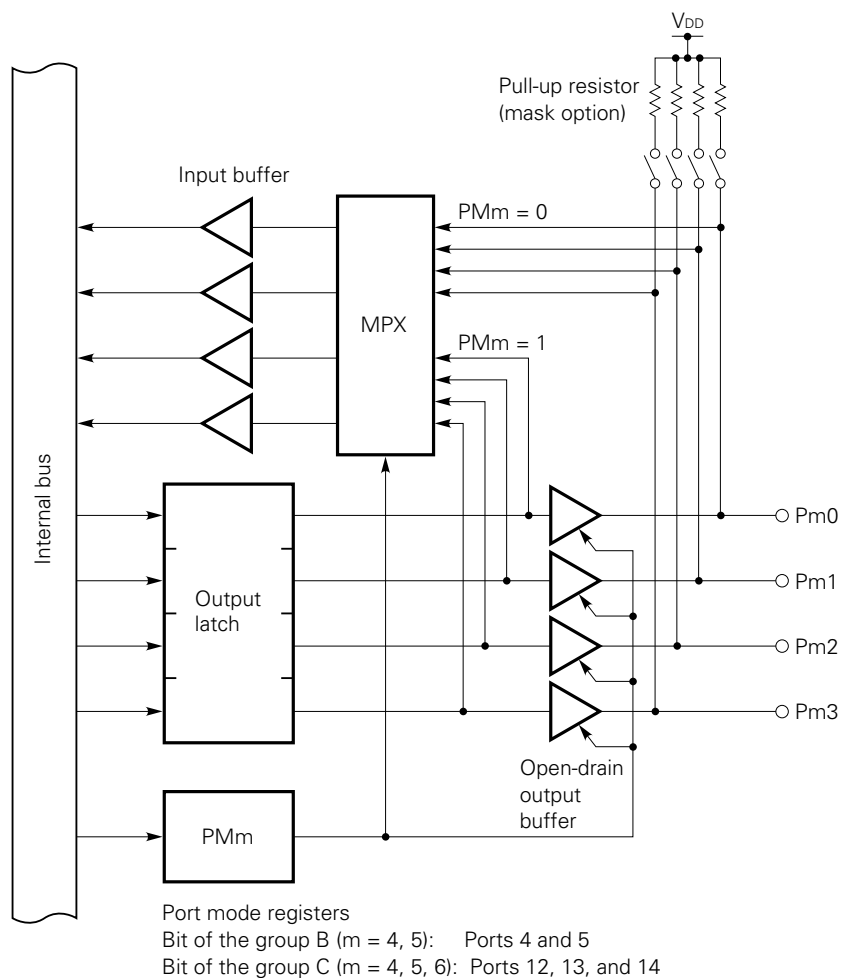 VDD
Pull-up resistor
(mask option)
Input buffer
PMm = 0
MPX
PMm = 1
Internal bus
Output
latch
Pm0
Pm1
Pm2
Pm3
Open-drain
output
buffer
PMm
Port mode registers
Bit of the group B (m = 4, 5): Ports 4 and 5
Bit of the group C (m = 4, 5, 6): Ports 12, 13, and 14